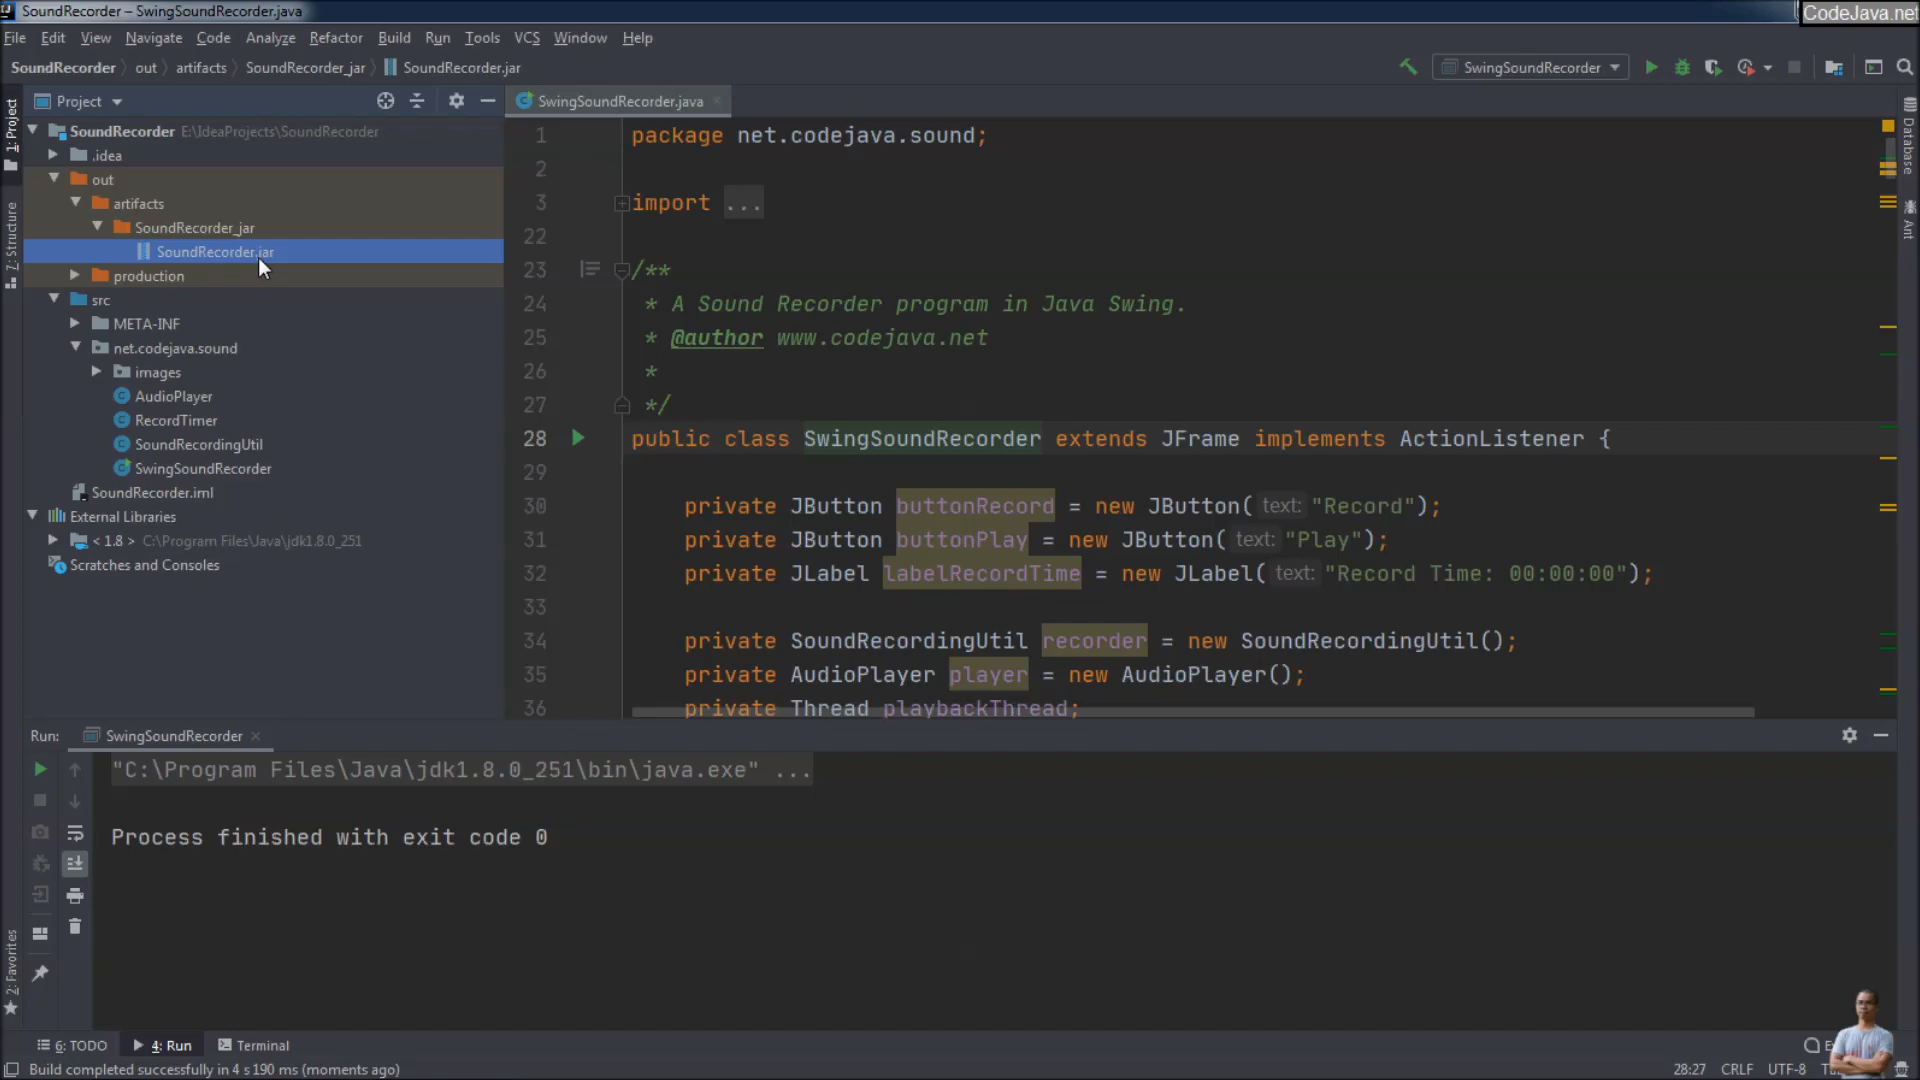 SoundRecorder – SwingSoundRecorder.java
CodeJava.net
File Edit View Navigate Code Analyze Refactor Build Run Tools VCS Window Help
SoundRecorder out artifacts SoundRecorder_jar SoundRecorder.jar
SwingSoundRecorder
Project
SwingSoundRecorder.java
1: Project
7: Structure
2: Favorites
Database
Ant
SoundRecorder E:\IdeaProjects\SoundRecorder
.idea
out
artifacts
SoundRecorder_jar
SoundRecorder.jar
production
src
META-INF
net.codejava.sound
images
AudioPlayer
RecordTimer
SoundRecordingUtil
SwingSoundRecorder
SoundRecorder.iml
External Libraries
< 1.8 > C:\Program Files\Java\jdk1.8.0_251
Scratches and Consoles
1 package net.codejava.sound;
2
3 import ...
22
23 /**
24 * A Sound Recorder program in Java Swing.
25 * @author www.codejava.net
26 *
27 */
28 public class SwingSoundRecorder extends JFrame implements ActionListener {
29
30 private JButton buttonRecord = new JButton( text: "Record");
31 private JButton buttonPlay = new JButton( text: "Play");
32 private JLabel labelRecordTime = new JLabel( text: "Record Time: 00:00:00");
33
34 private SoundRecordingUtil recorder = new SoundRecordingUtil();
35 private AudioPlayer player = new AudioPlayer();
36 private Thread playbackThread;
Run: SwingSoundRecorder
"C:\Program Files\Java\jdk1.8.0_251\bin\java.exe" ...
Process finished with exit code 0
6: TODO 4: Run Terminal
Build completed successfully in 4 s 190 ms (moments ago)
28:27 CRLF UTF-8